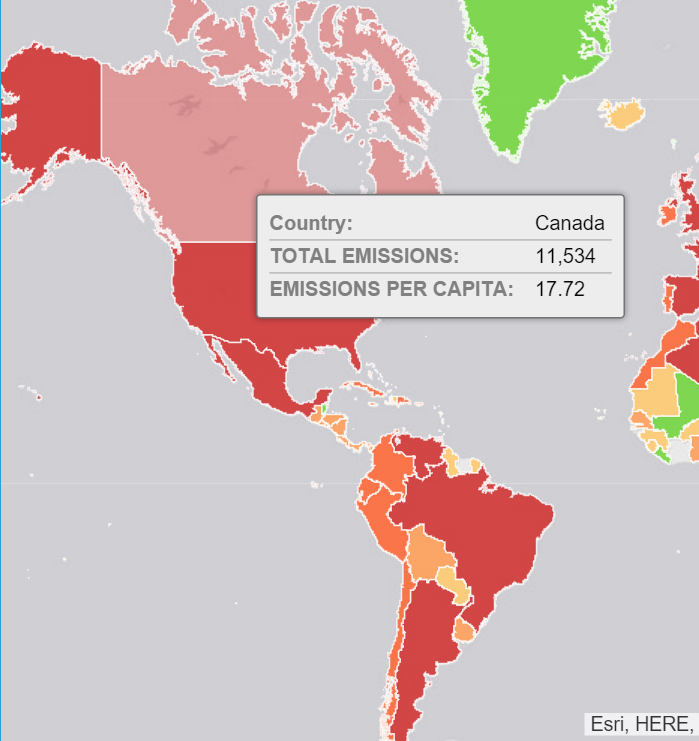 Country: Canada
TOTAL EMISSIONS: 11,534
EMISSIONS PER CAPITA: 17.72
Esri, HERE,